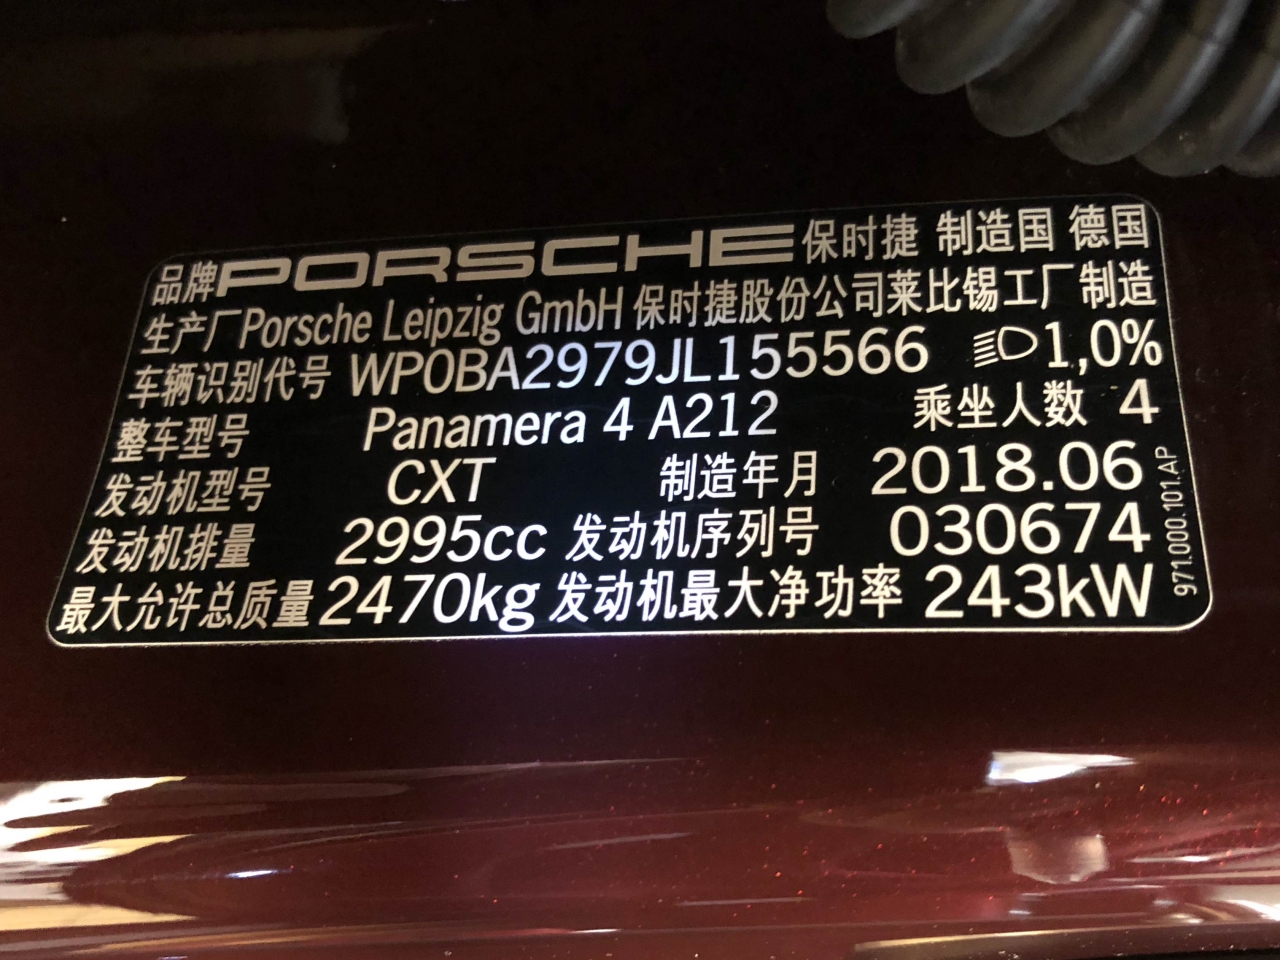 品牌PORSCHE保时捷 制造国 德国
生产厂Porsche Leipzig GmbH 保时捷股份公司莱比锡工厂制造
车辆识别代号 WP0BA2979JL155566 1,0%
整车型号 Panamera 4 A212 乘坐人数 4
发动机型号 CXT 制造年月 2018.06
发动机排量 2995cc 发动机序列号 030674
最大允许总质量 2470kg 发动机最大净功率 243kW
971.000.101.AP